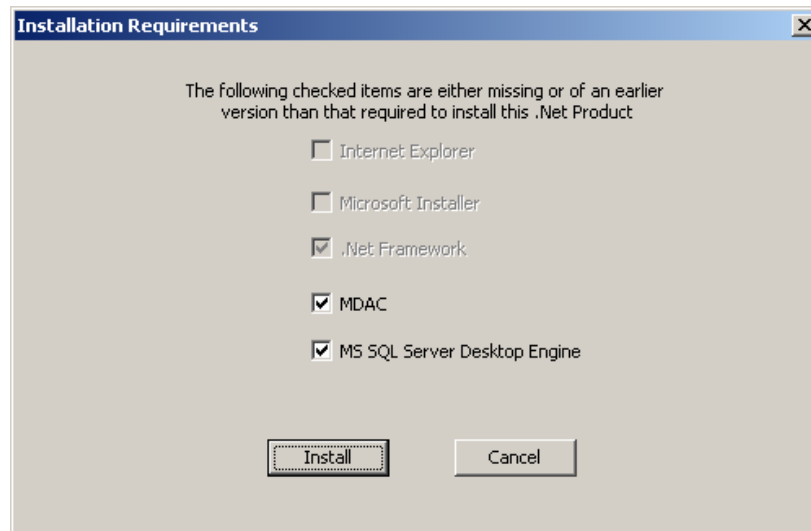 Installation Requirements
The following checked items are either missing or of an earlier
version than that required to install this .Net Product
Internet Explorer
Microsoft Installer
.Net Framework
MDAC
MS SQL Server Desktop Engine
Install
Cancel